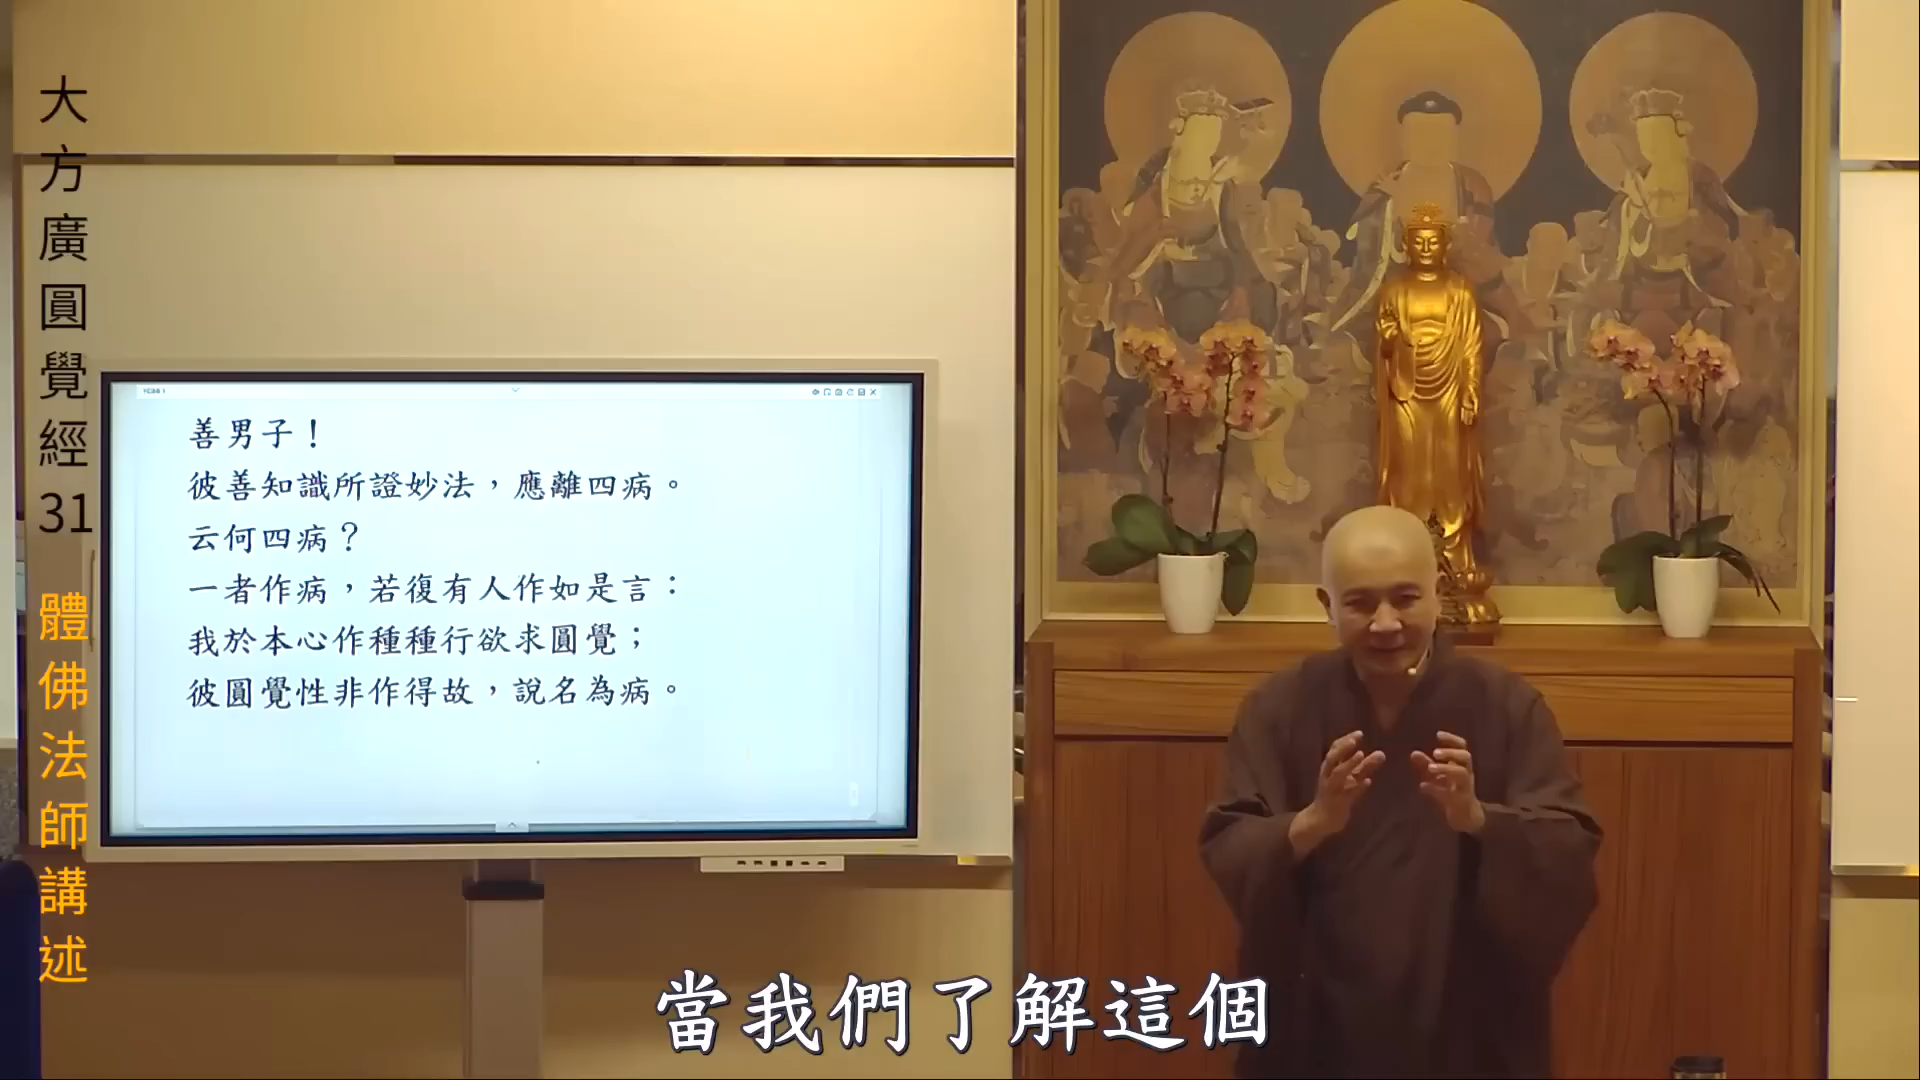 大方廣圓覺經31 體佛法師講述
善男子！
彼善知識所證妙法，應離四病。
云何四病？
一者作病，若復有人作如是言：
我於本心作種種行欲求圓覺；
彼圓覺性非作得故，說名為病。
當我們了解這個